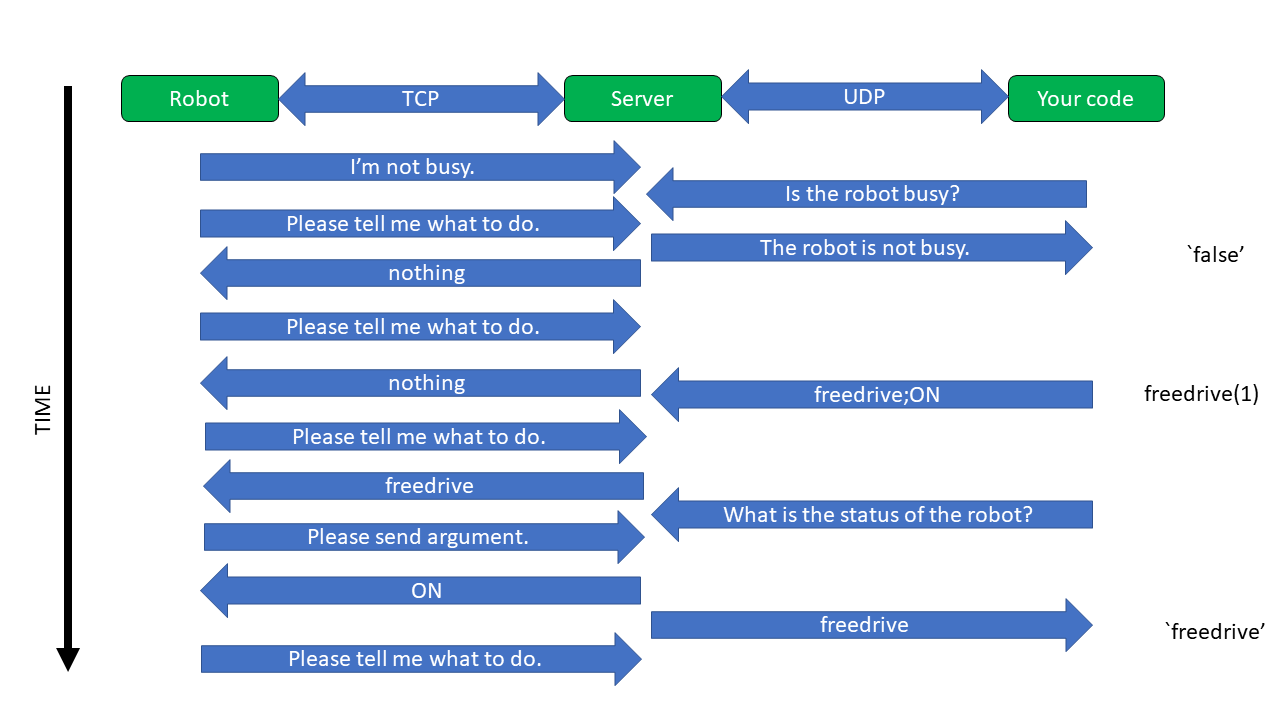 Robot
TCP
Server
UDP
Your code
I’m not busy.
Is the robot busy?
Please tell me what to do.
The robot is not busy.
`false’
nothing
Please tell me what to do.
nothing
freedrive;ON
freedrive(1)
TIME
Please tell me what to do.
freedrive
What is the status of the robot?
Please send argument.
ON
freedrive
`freedrive’
Please tell me what to do.